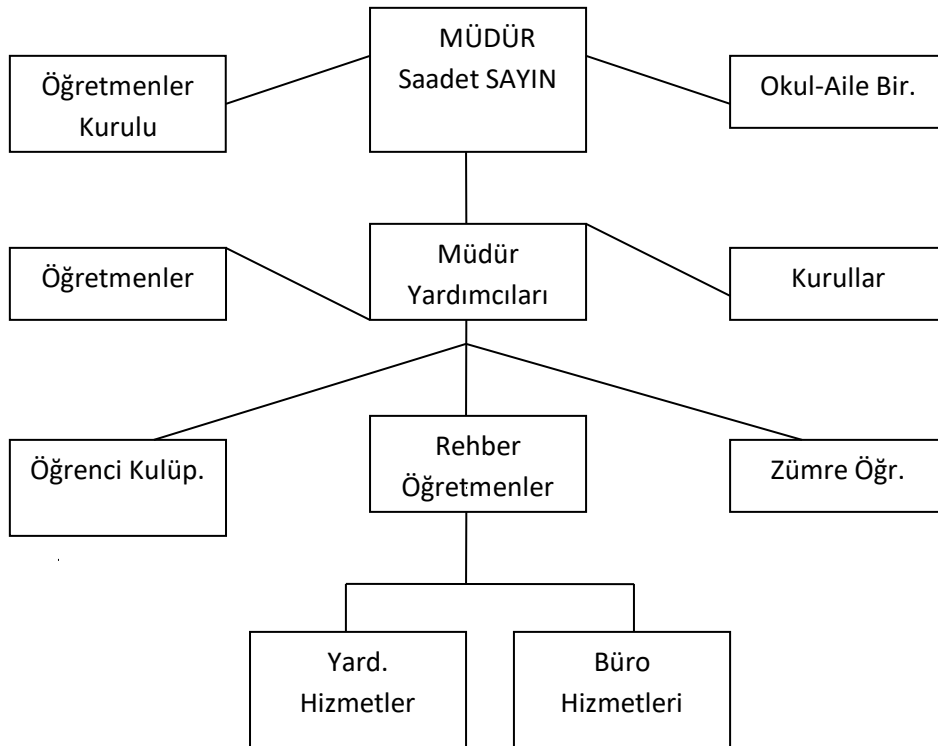 MÜDÜR
Saadet SAYIN
Öğretmenler
Kurulu
Okul-Aile Bir.
Öğretmenler
Müdür
Yardımcıları
Kurullar
Öğrenci Kulüp.
Rehber
Öğretmenler
Zümre Öğr.
Yard.
Hizmetler
Büro
Hizmetleri